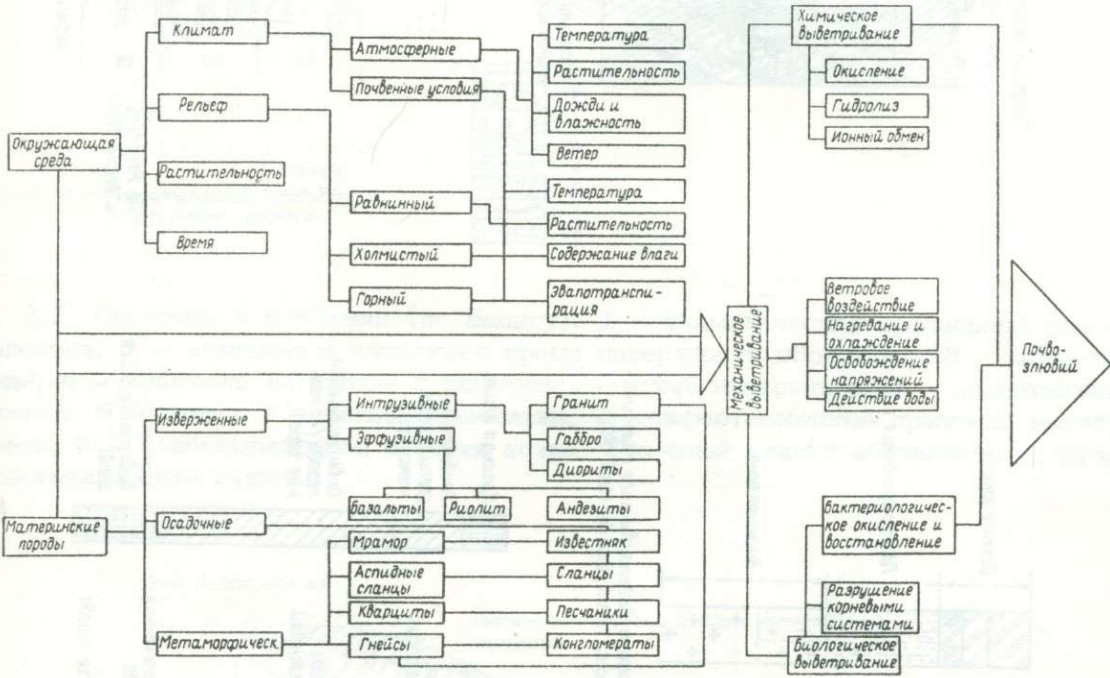 Климат
Рельеф
Окружающая
среда
Растительность
Время
Атмосферные
Почвенные условия
Равнинный
Холмистый
Горный
Температура
Растительность
Дожди и
влажность
Ветер
Температура
Растительность
Содержание влаги
Эвапотранспи-
рация
Материнские
породы
Изверженные
Осадочные
Метаморфическ.
Интрузивные
Эффузивные
Базальты
Риолит
Мрамор
Аспидные
сланцы
Кварциты
Гнейсы
Гранит
Габбро
Диориты
Андезиты
Известняк
Сланцы
Песчаники
Конгломераты
Механическое
выветривание
Химическое
выветривание
Окисление
Гидролиз
Ионный обмен
Ветровое
воздействие
Нагревание и
охлаждение
Освобождение
напряжений
Действие воды
Бактериологичес-
кое окисление и
восстановление
Разрушение
корневыми
системами
Биологическое
выветривание
Почво-
элювий